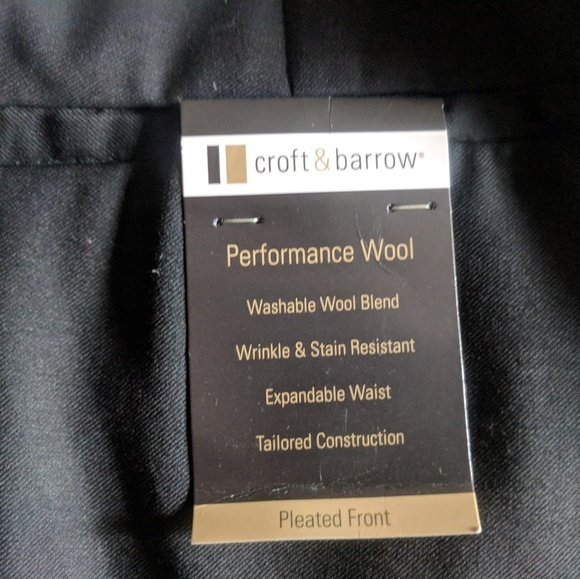 croft&barrow®
Performance Wool
Washable Wool Blend
Wrinkle & Stain Resistant
Expandable Waist
Tailored Construction
Pleated Front